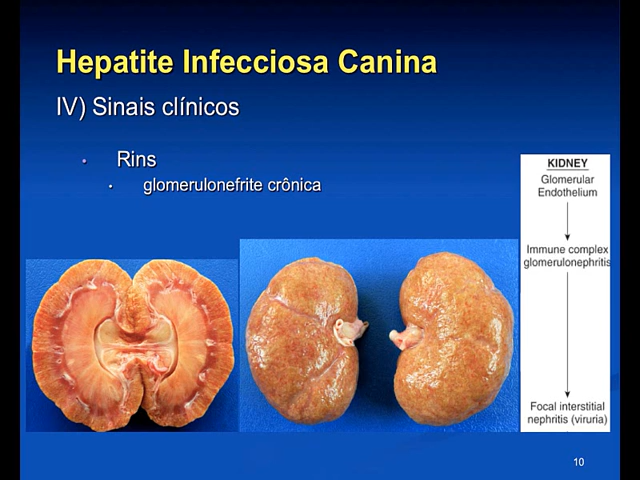 Hepatite Infecciosa Canina
IV) Sinais clínicos
Rins
glomerulonefrite crônica
KIDNEY
Glomerular
Endothelium
Immune complex
glomerulonephritis
Focal interstitial
nephritis (viruria)
10